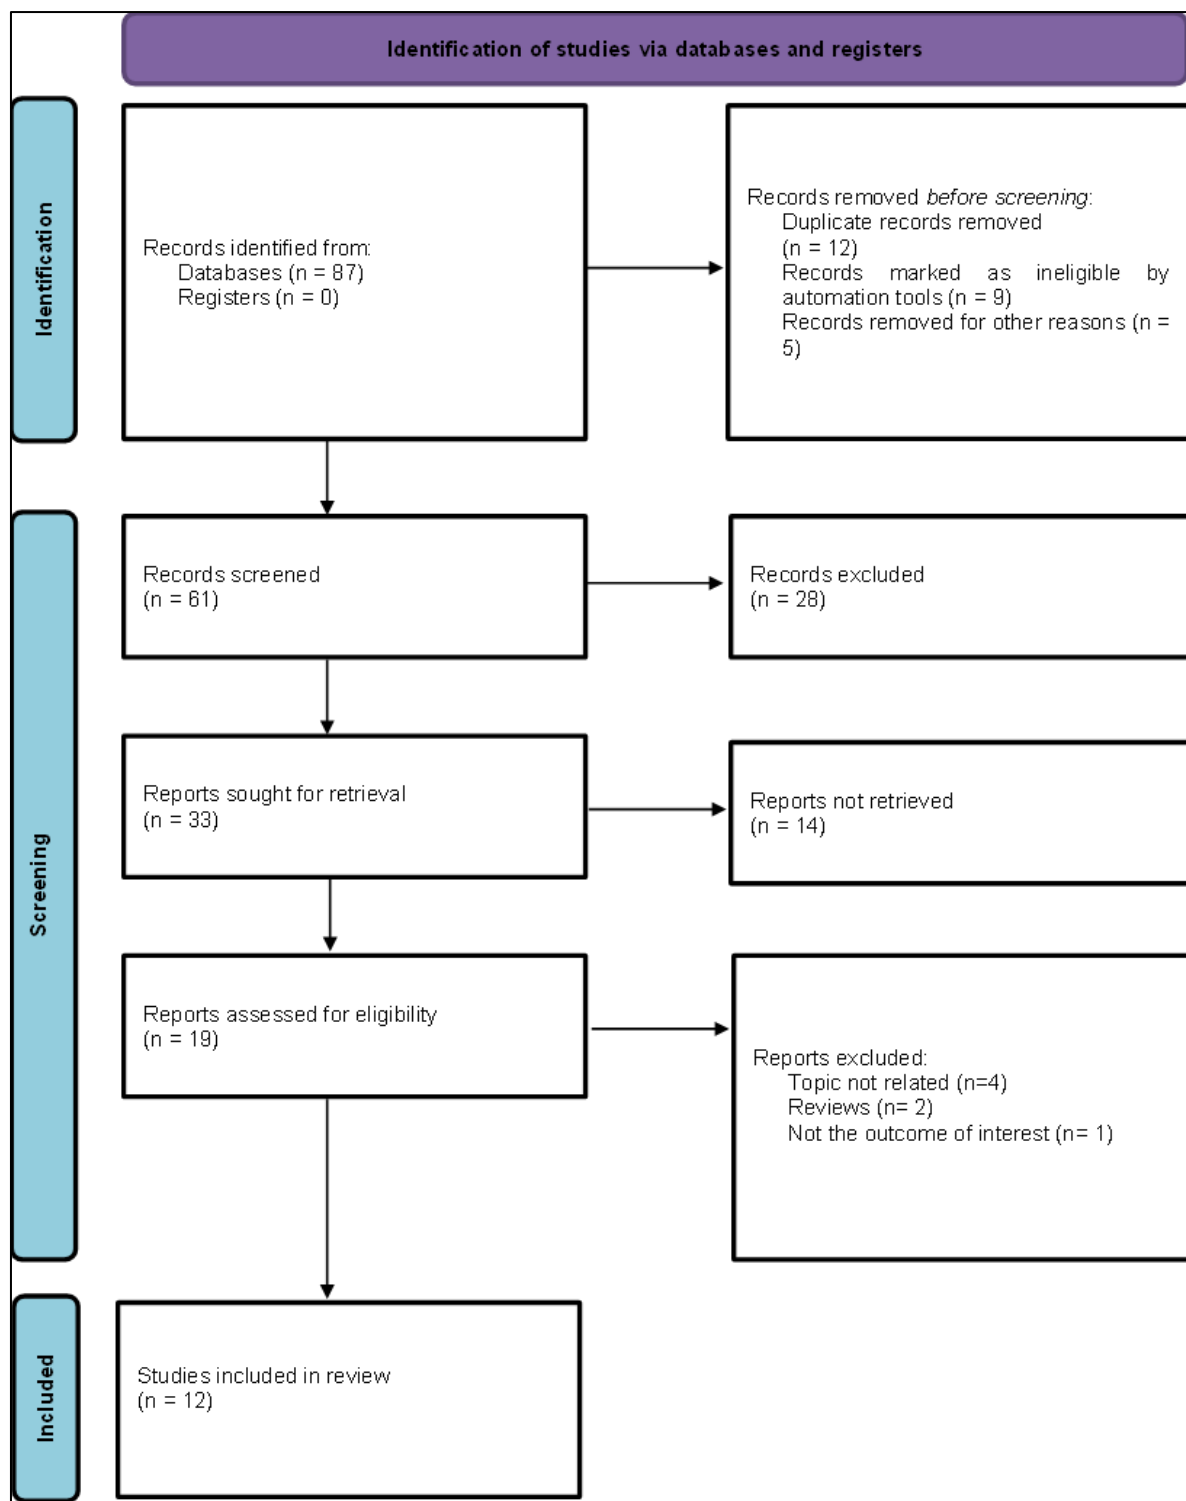 Identification of studies via databases and registers
Identification
Records identified from:
Databases (n = 87)
Registers (n = 0)
Records removed before screening:
Duplicate records removed
(n = 12)
Records marked as ineligible by
automation tools (n = 9)
Records removed for other reasons (n =
5)
Screening
Records screened
(n = 61)
Records excluded
(n = 28)
Reports sought for retrieval
(n = 33)
Reports not retrieved
(n = 14)
Reports assessed for eligibility
(n = 19)
Reports excluded:
Topic not related (n=4)
Reviews (n= 2)
Not the outcome of interest (n= 1)
Included
Studies included in review
(n = 12)